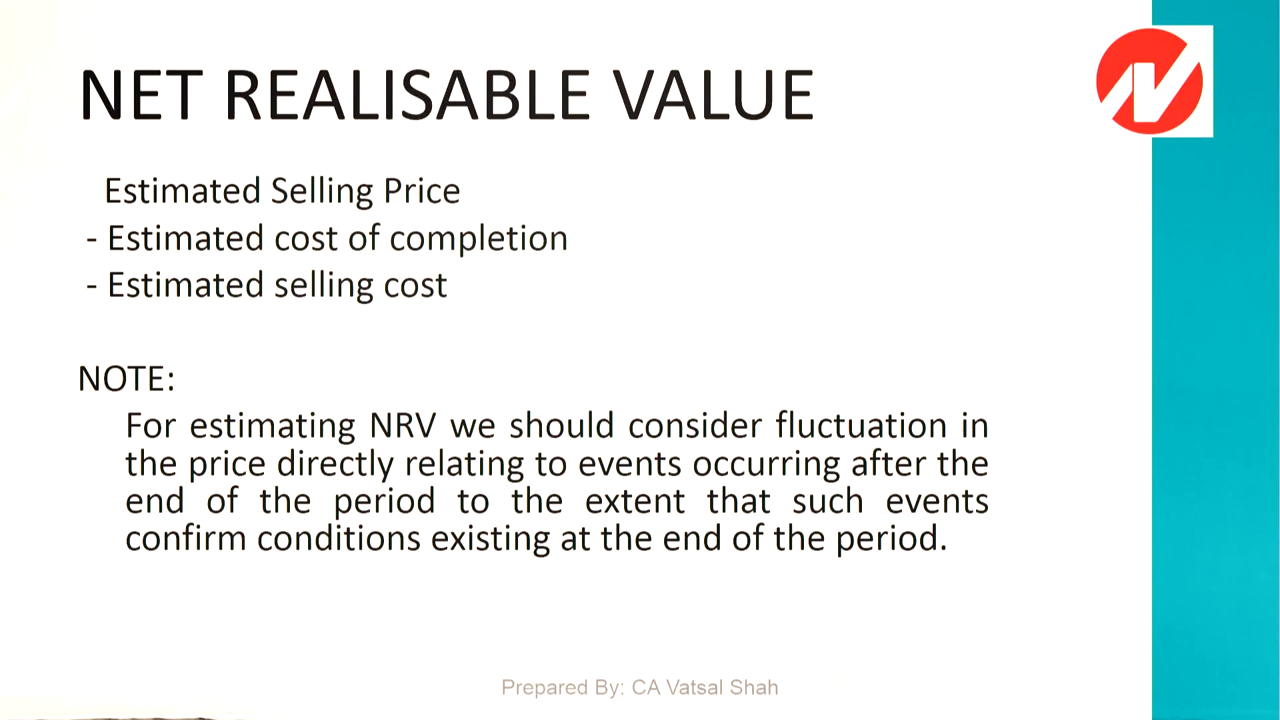 NET REALISABLE VALUE
Estimated Selling Price
- Estimated cost of completion
- Estimated selling cost
NOTE:
For estimating NRV we should consider fluctuation in
the price directly relating to events occurring after the
end of the period to the extent that such events
confirm conditions existing at the end of the period.
Prepared By: CA Vatsal Shah